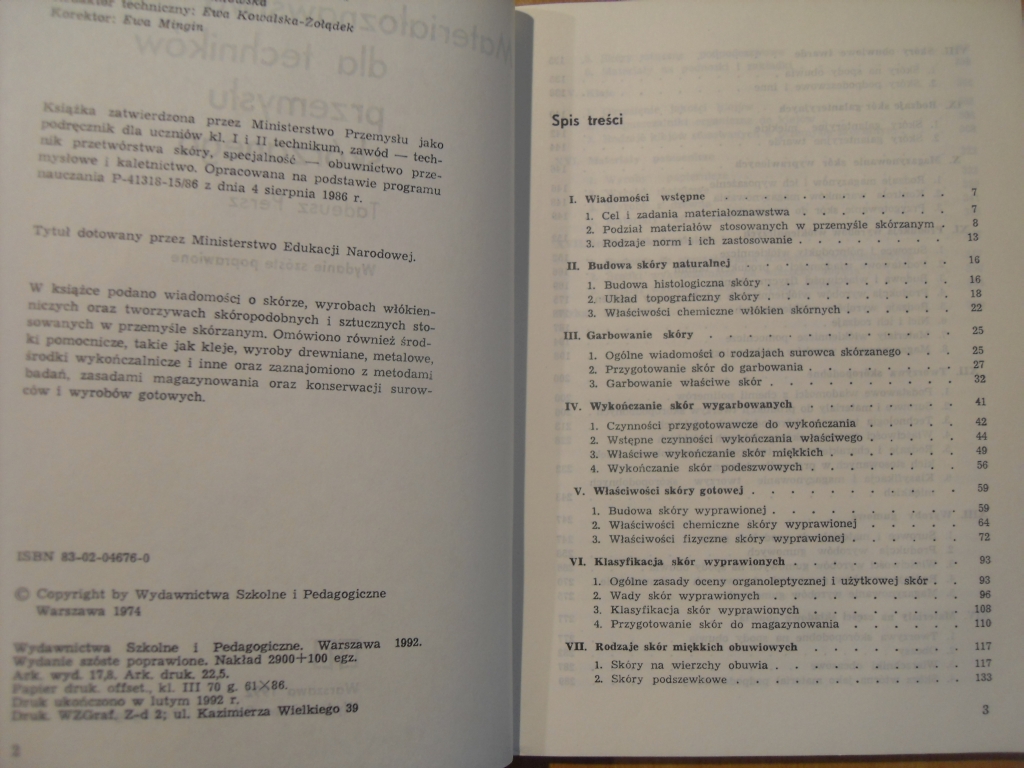 techniczny: Ewa Kowalska-Żołądek
Korektor: Ewa Mingin
Książka zatwierdzona przez Ministerstwo Przemysłu jako
podręcznik dla uczniów kl. I i II technikum, zawód — tech-
nik przetwórstwa skóry, specjalność — obuwnictwo prze-
mysłowe i kaletnictwo. Opracowana na podstawie programu
nauczania P-41318-15/86 z dnia 4 sierpnia 1986 r.
Tytuł dotowany przez Ministerstwo Edukacji Narodowej.
W książce podano wiadomości o skórze, wyrobach włókien-
niczych oraz tworzywach skóropodobnych i sztucznych sto-
sowanych w przemyśle skórzanym. Omówiono również środ-
ki pomocnicze, takie jak kleje, wyroby drewniane, metalowe,
środki wykończalnicze i inne oraz zaznajomiono z metodami
badań, zasadami magazynowania oraz konserwacji surow-
ców i wyrobów gotowych.
ISBN 83-02-04676-0
© Copyright by Wydawnictwa Szkolne i Pedagogiczne
Warszawa 1974
Wydawnictwa Szkolne i Pedagogiczne. Warszawa 1992.
Wydanie szóste poprawione. Nakład 2900+100 egz.
Ark. wyd. 17,8. Ark. druk. 22,5.
Papier druk. offset., kl. III 70 g. 61×86.
Druk ukończono w lutym 1992 r.
Druk. WZGraf. Z-d 2; ul. Kazimierza Wielkiego 39
2
Spis treści
I. Wiadomości wstępne . . . . . . . . . . 7
1. Cel i zadania materiałoznawstwa . . . . . . . . 7
2. Podział materiałów stosowanych w przemyśle skórzanym . 8
3. Rodzaje norm i ich zastosowanie . . . . . . . . 13
II. Budowa skóry naturalnej . . . . . . . . . 16
1. Budowa histologiczna skóry . . . . . . . . . 16
2. Układ topograficzny skóry . . . . . . . . . 18
3. Właściwości chemiczne włókien skórnych . . . . . . 22
III. Garbowanie skóry . . . . . . . . . . 25
1. Ogólne wiadomości o rodzajach surowca skórzanego . . . 25
2. Przygotowanie skór do garbowania . . . . . . . 27
3. Garbowanie właściwe skór . . . . . . . . . 32
IV. Wykończanie skór wygarbowanych . . . . . . . 41
1. Czynności przygotowawcze do wykończania . . . . . 42
2. Wstępne czynności wykończania właściwego . . . . . 44
3. Właściwe wykończanie skór miękkich . . . . . . . 49
4. Wykończanie skór podeszwowych . . . . . . . . 56
V. Właściwości skóry gotowej . . . . . . . . . 59
1. Budowa skóry wyprawionej . . . . . . . . . 59
2. Właściwości chemiczne skóry wyprawionej . . . . . 64
3. Właściwości fizyczne skóry wyprawionej . . . . . . 72
VI. Klasyfikacja skór wyprawionych . . . . . . . . 93
1. Ogólne zasady oceny organoleptycznej i użytkowej skór . . 93
2. Wady skór wyprawionych . . . . . . . . . 96
3. Klasyfikacja skór wyprawionych . . . . . . . 108
4. Przygotowanie skór do magazynowania . . . . . . 110
VII. Rodzaje skór miękkich obuwiowych . . . . . . . 117
1. Skóry na wierzchy obuwia . . . . . . . . . 117
2. Skóry podszewkowe . . . . . . . . . . . 133
3